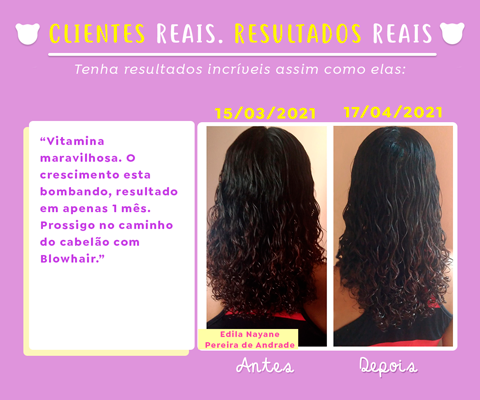 CLIENTES REAIS. RESULTADOS REAIS
Tenha resultados incríveis assim como elas:
15/03/2021
17/04/2021
“Vitamina
maravilhosa. O
crescimento esta
bombando, resultado
em apenas 1 mês.
Prossigo no caminho
do cabelão com
Blowhair.”
Edila Nayane
Pereira de Andrade
Antes
Depois